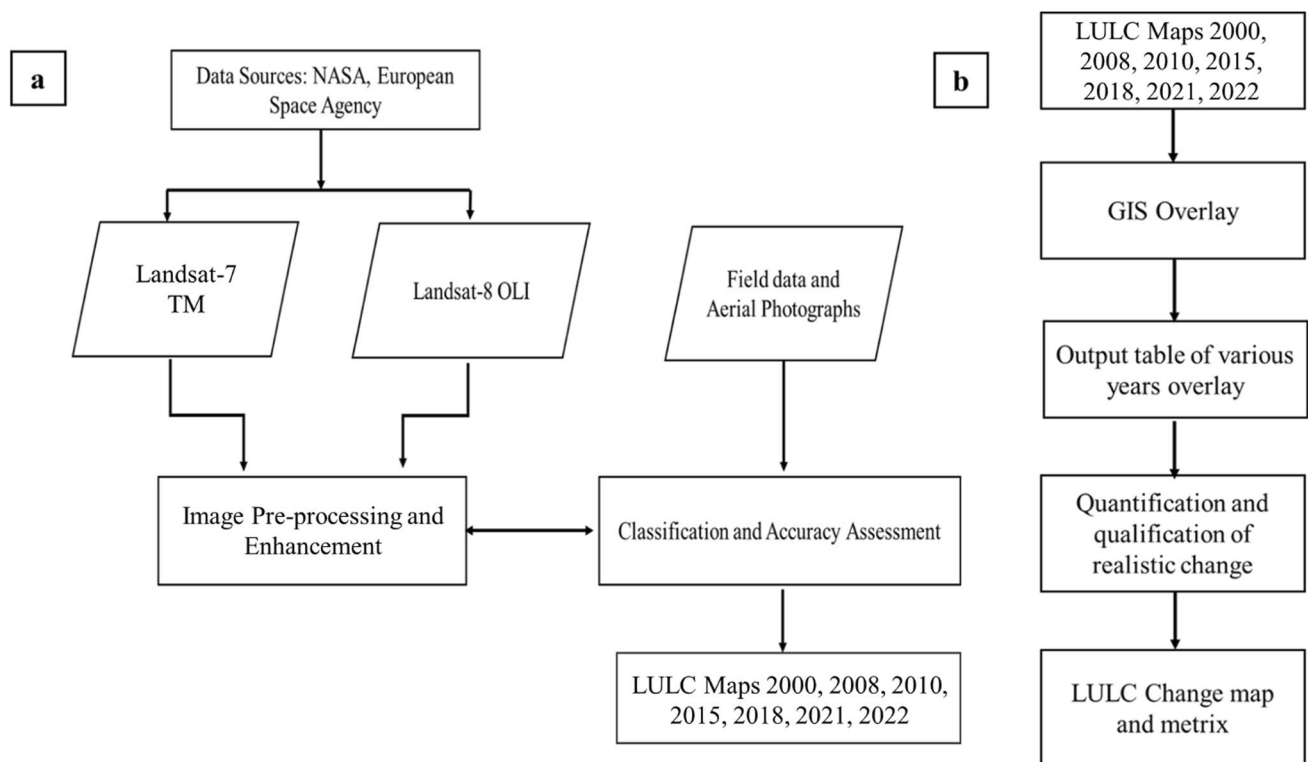 a
Data Sources: NASA, European
Space Agency
Landsat-7
TM
Landsat-8 OLI
Field data and
Aerial Photographs
Image Pre-processing and
Enhancement
Classification and Accuracy Assessment
LULC Maps 2000, 2008, 2010,
2015, 2018, 2021, 2022
b
LULC Maps 2000,
2008, 2010, 2015,
2018, 2021, 2022
GIS Overlay
Output table of various
years overlay
Quantification and
qualification of
realistic change
LULC Change map
and metrix